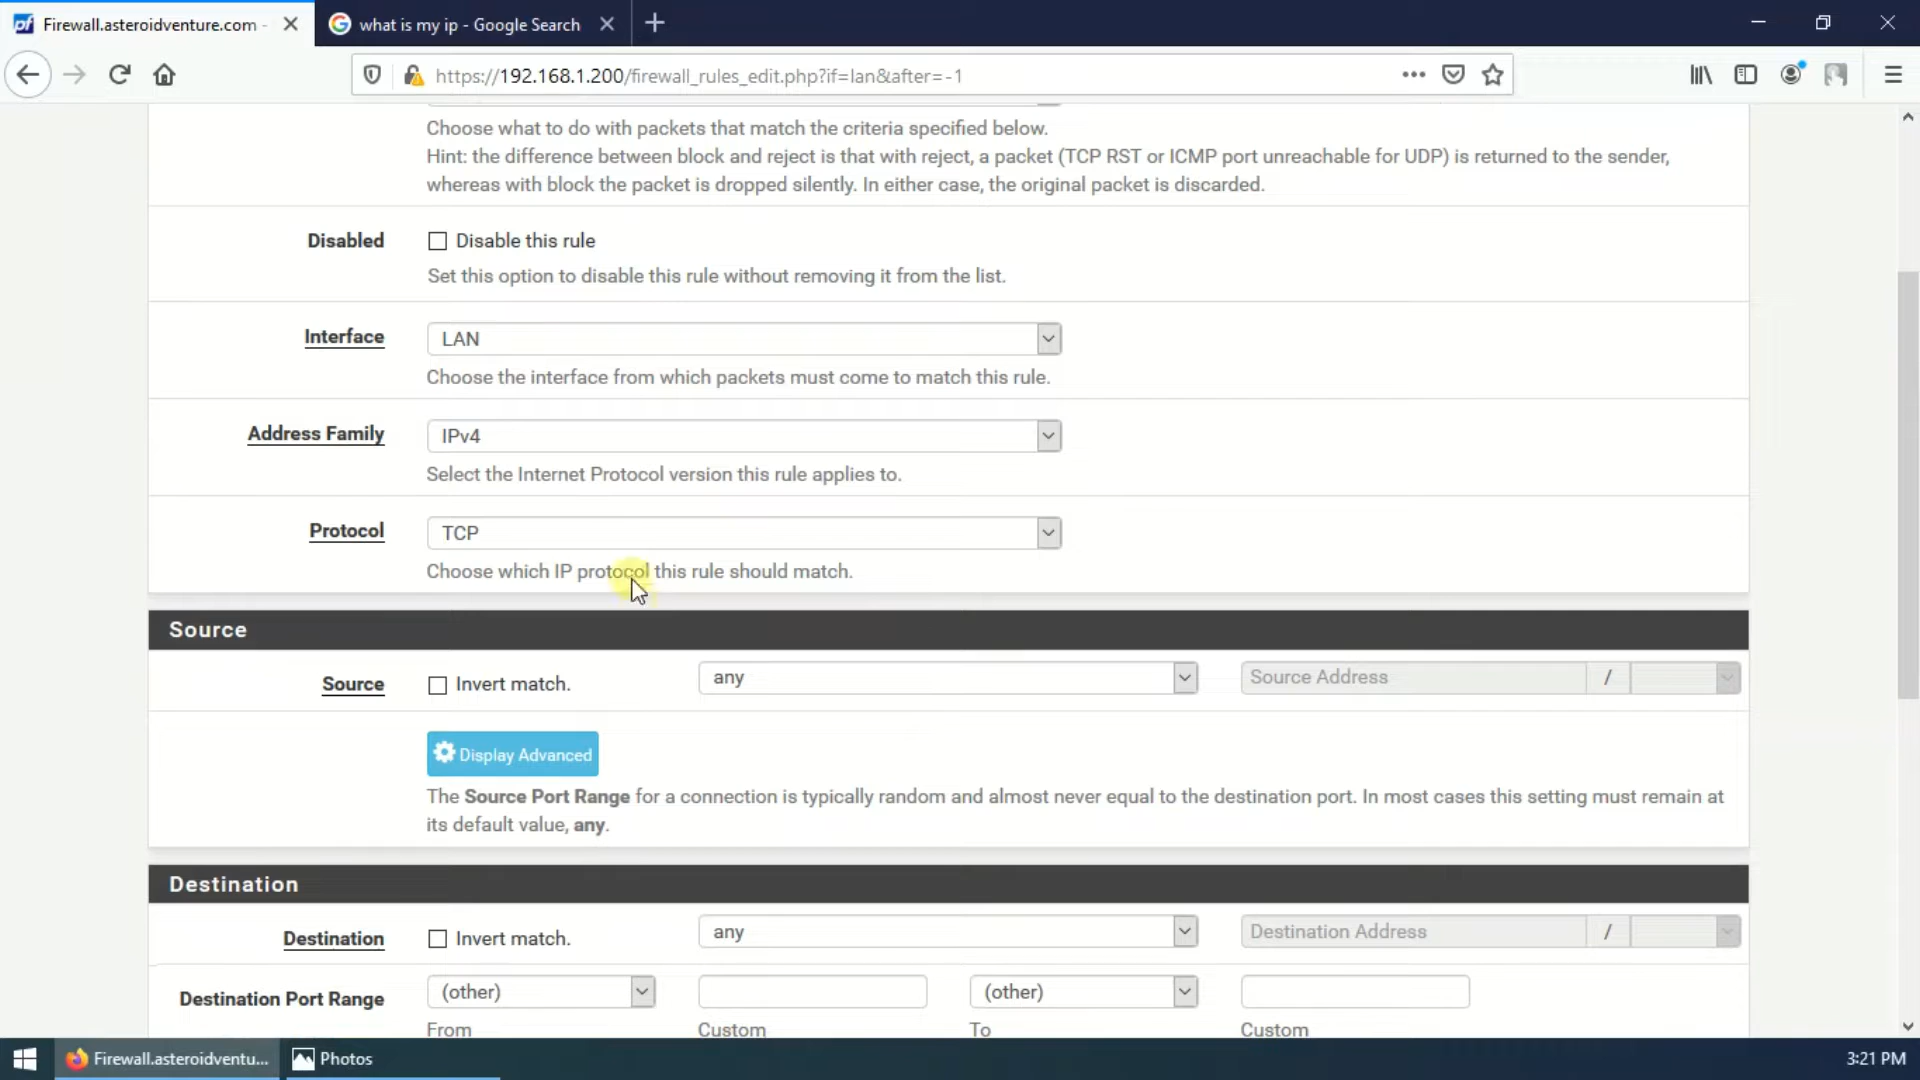 Firewall.asteroidventure.com -
what is my ip - Google Search
https://192.168.1.200/firewall_rules_edit.php?if=lan&after=-1
Choose what to do with packets that match the criteria specified below.
Hint: the difference between block and reject is that with reject, a packet (TCP RST or ICMP port unreachable for UDP) is returned to the sender,
whereas with block the packet is dropped silently. In either case, the original packet is discarded.
Disabled
Disable this rule
Set this option to disable this rule without removing it from the list.
Interface
LAN
Choose the interface from which packets must come to match this rule.
Address Family
IPv4
Select the Internet Protocol version this rule applies to.
Protocol
TCP
Choose which IP protocol this rule should match.
Source
Source
Invert match.
any
Source Address
/
Display Advanced
The Source Port Range for a connection is typically random and almost never equal to the destination port. In most cases this setting must remain at
its default value, any.
Destination
Destination
Invert match.
any
Destination Address
/
Destination Port Range
(other)
(other)
From
Custom
To
Custom
Firewall.asteroidventu...
Photos
3:21 PM